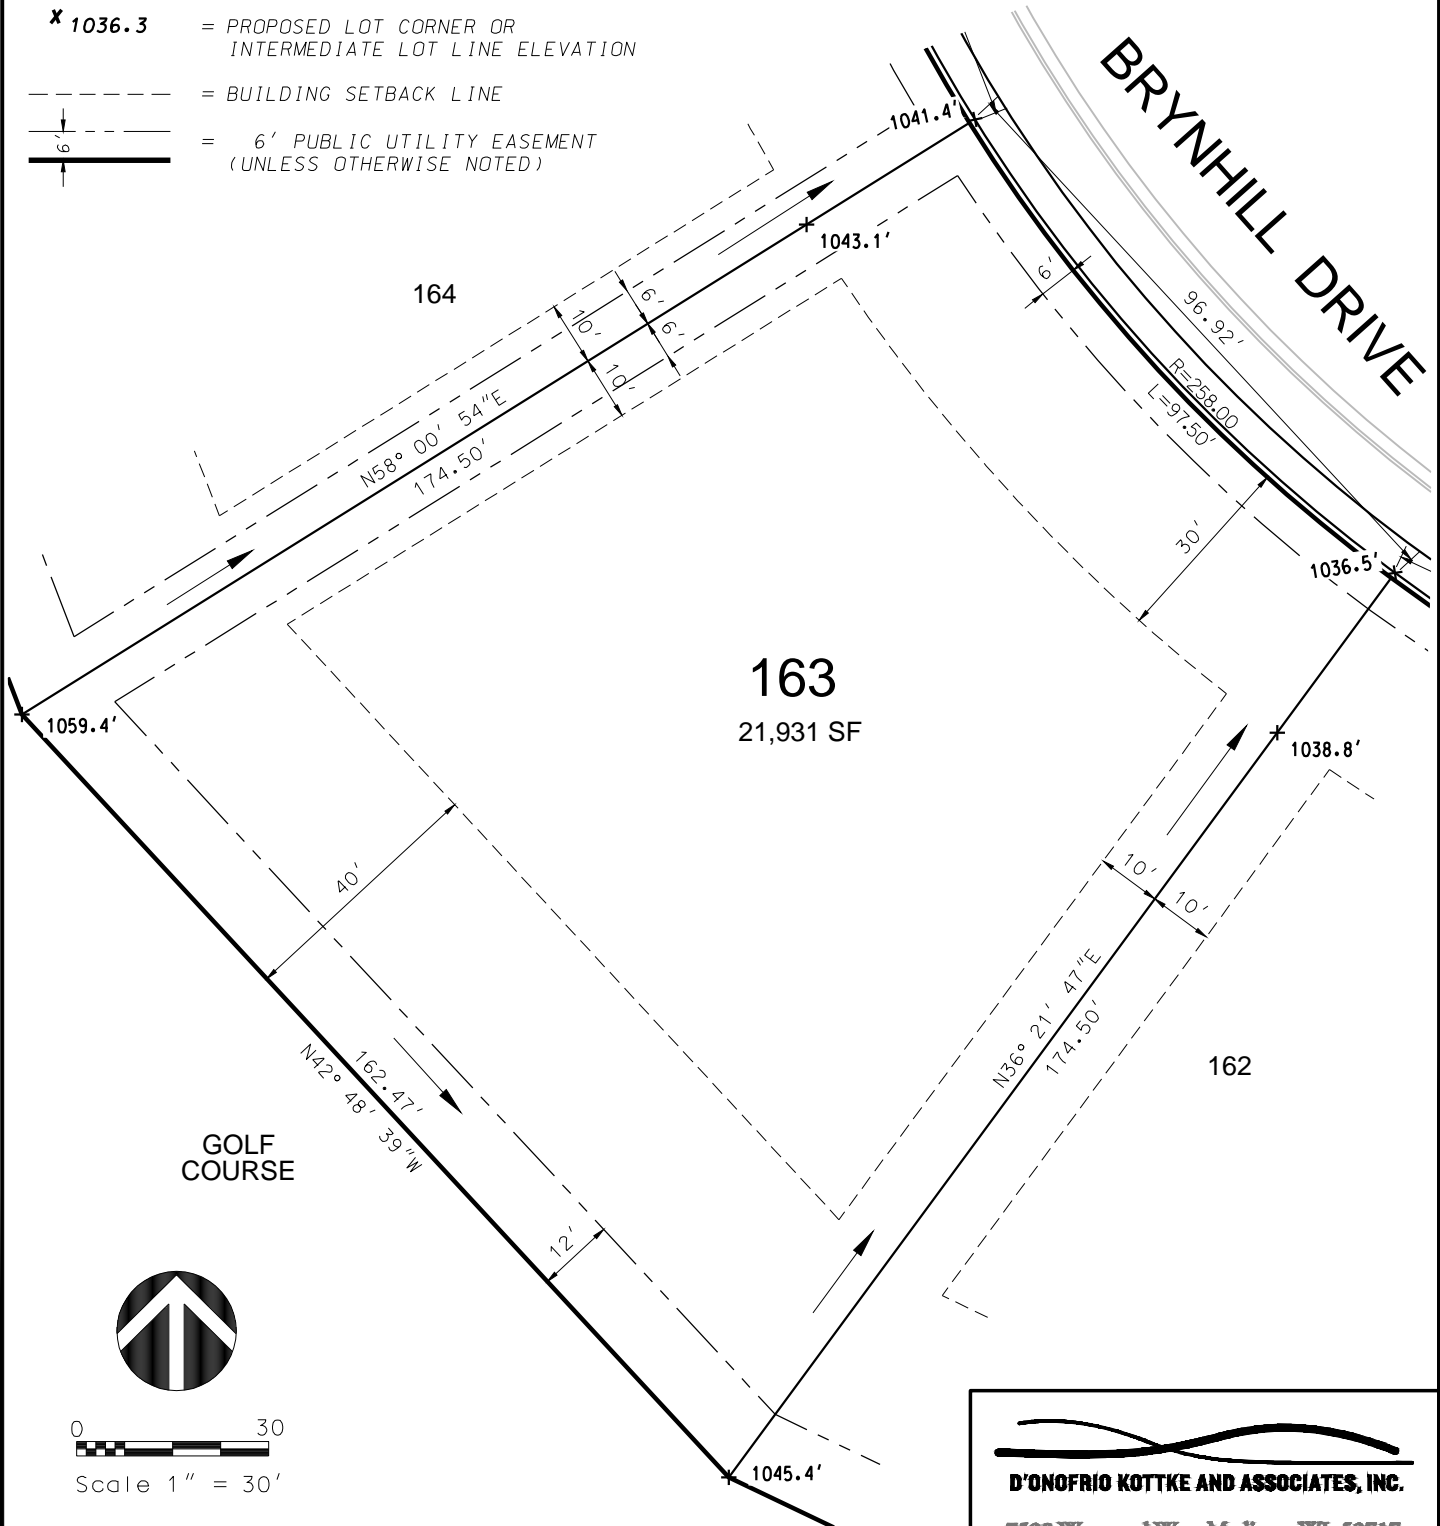 x 1036.3 = PROPOSED LOT CORNER OR
INTERMEDIATE LOT LINE ELEVATION
= BUILDING SETBACK LINE
6' = 6' PUBLIC UTILITY EASEMENT
(UNLESS OTHERWISE NOTED)
BRYNHILL DRIVE
1041.4'
1043.1'
164
6'
10'
6'
10'
6'
96.92'
R=258.00
L=97.50'
N58° 00' 54"E
174.50'
30'
1036.5'
163
21,931 SF
1059.4'
1038.8'
40'
10'
10'
N36° 21' 47"E
174.50'
162
162.47'
N42° 48' 39"W
GOLF
COURSE
12'
0 30
Scale 1" = 30'
1045.4'
D'ONOFRIO KOTTKE AND ASSOCIATES, INC.